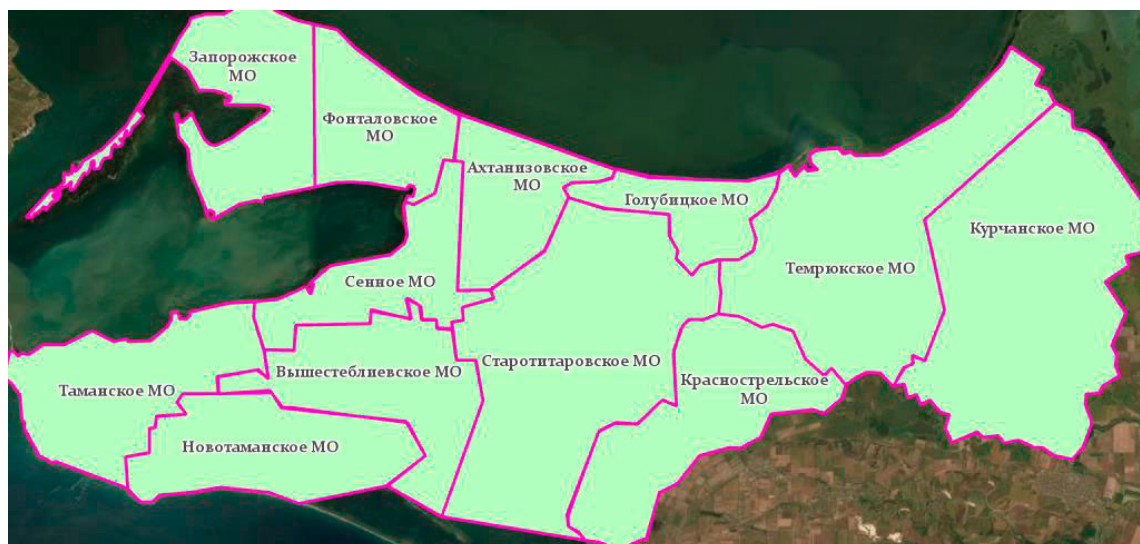 Запорожское
МО
Фонталовское
МО
Ахтанизовское
МО
Голубицкое МО
Курчанское МО
Темрюкское МО
Сенное МО
Старотитаровское МО
Вышестеблиевское МО
Краснострельское
МО
Таманское МО
Новотаманское МО